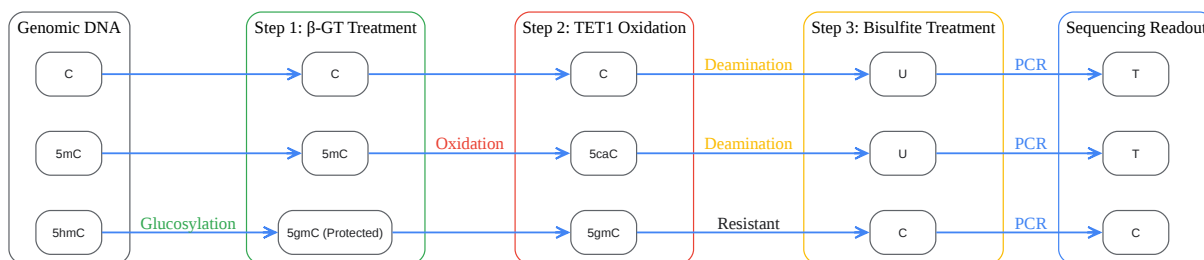 Genomic DNA
Step 1: β-GT Treatment
Step 2: TET1 Oxidation
Step 3: Bisulfite Treatment
Sequencing Readout
C
C
C
Deamination
U
PCR
T
5mC
5mC
Oxidation
5caC
Deamination
U
PCR
T
5hmC
Glucosylation
5gmC (Protected)
5gmC
Resistant
C
PCR
C